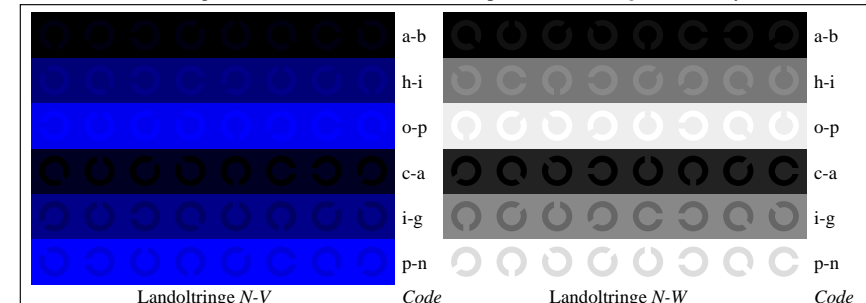 a-b a-b
h-i h-i
o-p o-p
c-a c-a
i-g i-g
p-n p-n
Landoltringe N-V Code Landoltringe N-W Code